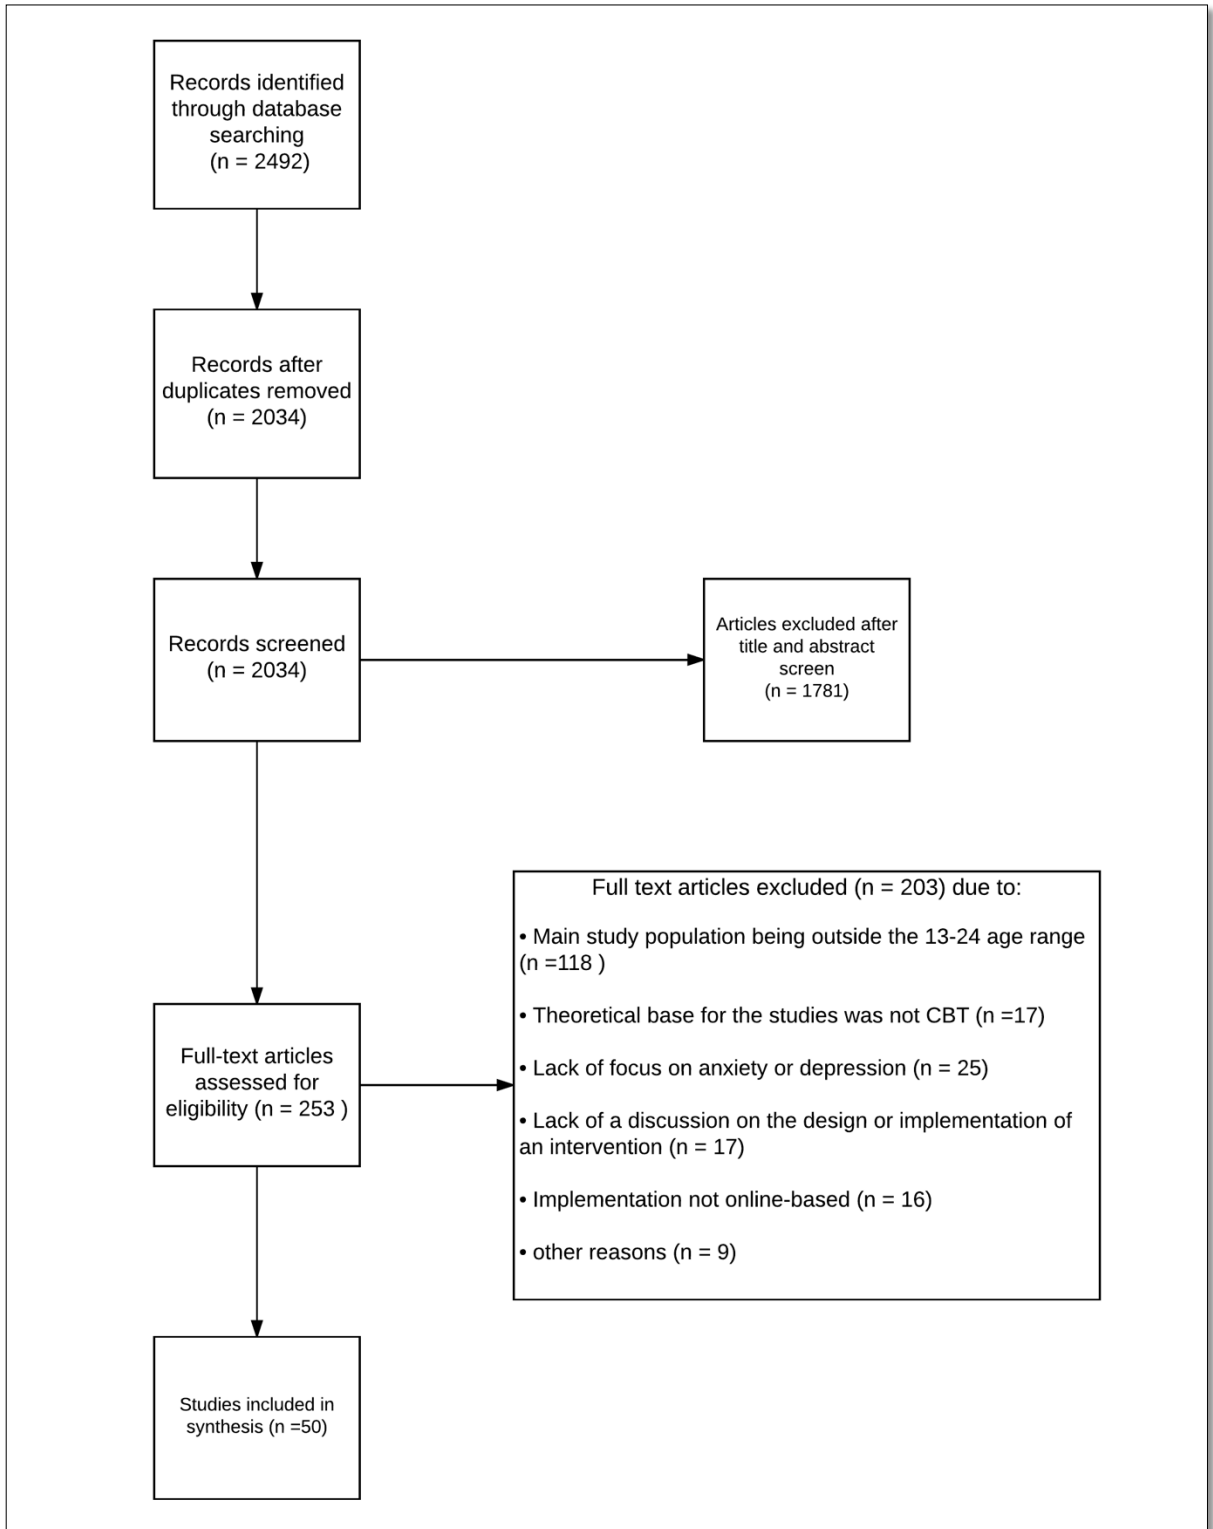 Records identified
through database
searching
(n = 2492)
Records after
duplicates removed
(n = 2034)
Records screened
(n = 2034)
Articles excluded after
title and abstract
screen
(n = 1781)
Full text articles excluded (n = 203) due to:
• Main study population being outside the 13-24 age range
(n =118 )
• Theoretical base for the studies was not CBT (n =17)
• Lack of focus on anxiety or depression (n = 25)
• Lack of a discussion on the design or implementation of
an intervention (n = 17)
• Implementation not online-based (n = 16)
• other reasons (n = 9)
Full-text articles
assessed for
eligibility (n = 253 )
Studies included in
synthesis (n =50)